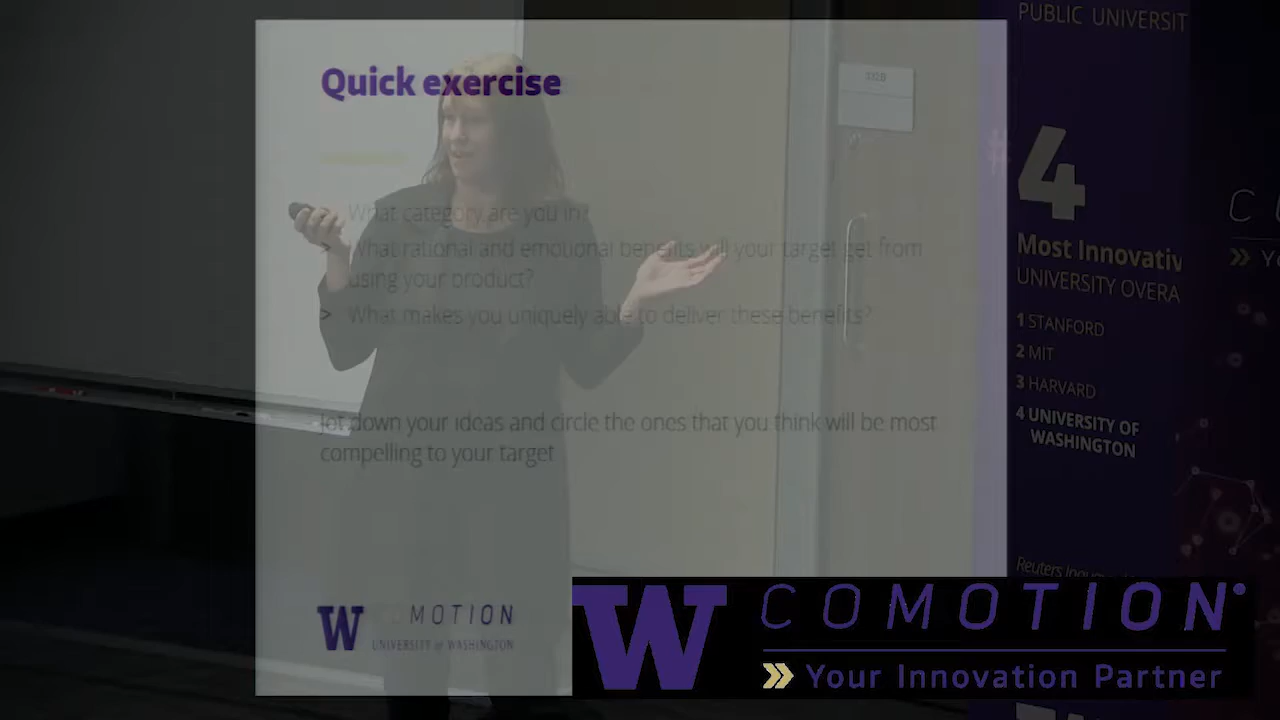 PUBLIC UNIVERSIT
Quick exercise
332B
4
What category are you in?
Most Innovativ
> What rational and emotional benefits will your target get from
UNIVERSITY OVERA
using your product?
> What makes you uniquely able to deliver these benefits?
1 STANFORD
2 MIT
3 HARVARD
4 UNIVERSITY OF
WASHINGTON
Jot down your ideas and circle the ones that you think will be most
compelling to your target
W MOTION
UNIVERSITY of WASHINGTON
W COMOTION
» Your Innovation Partner